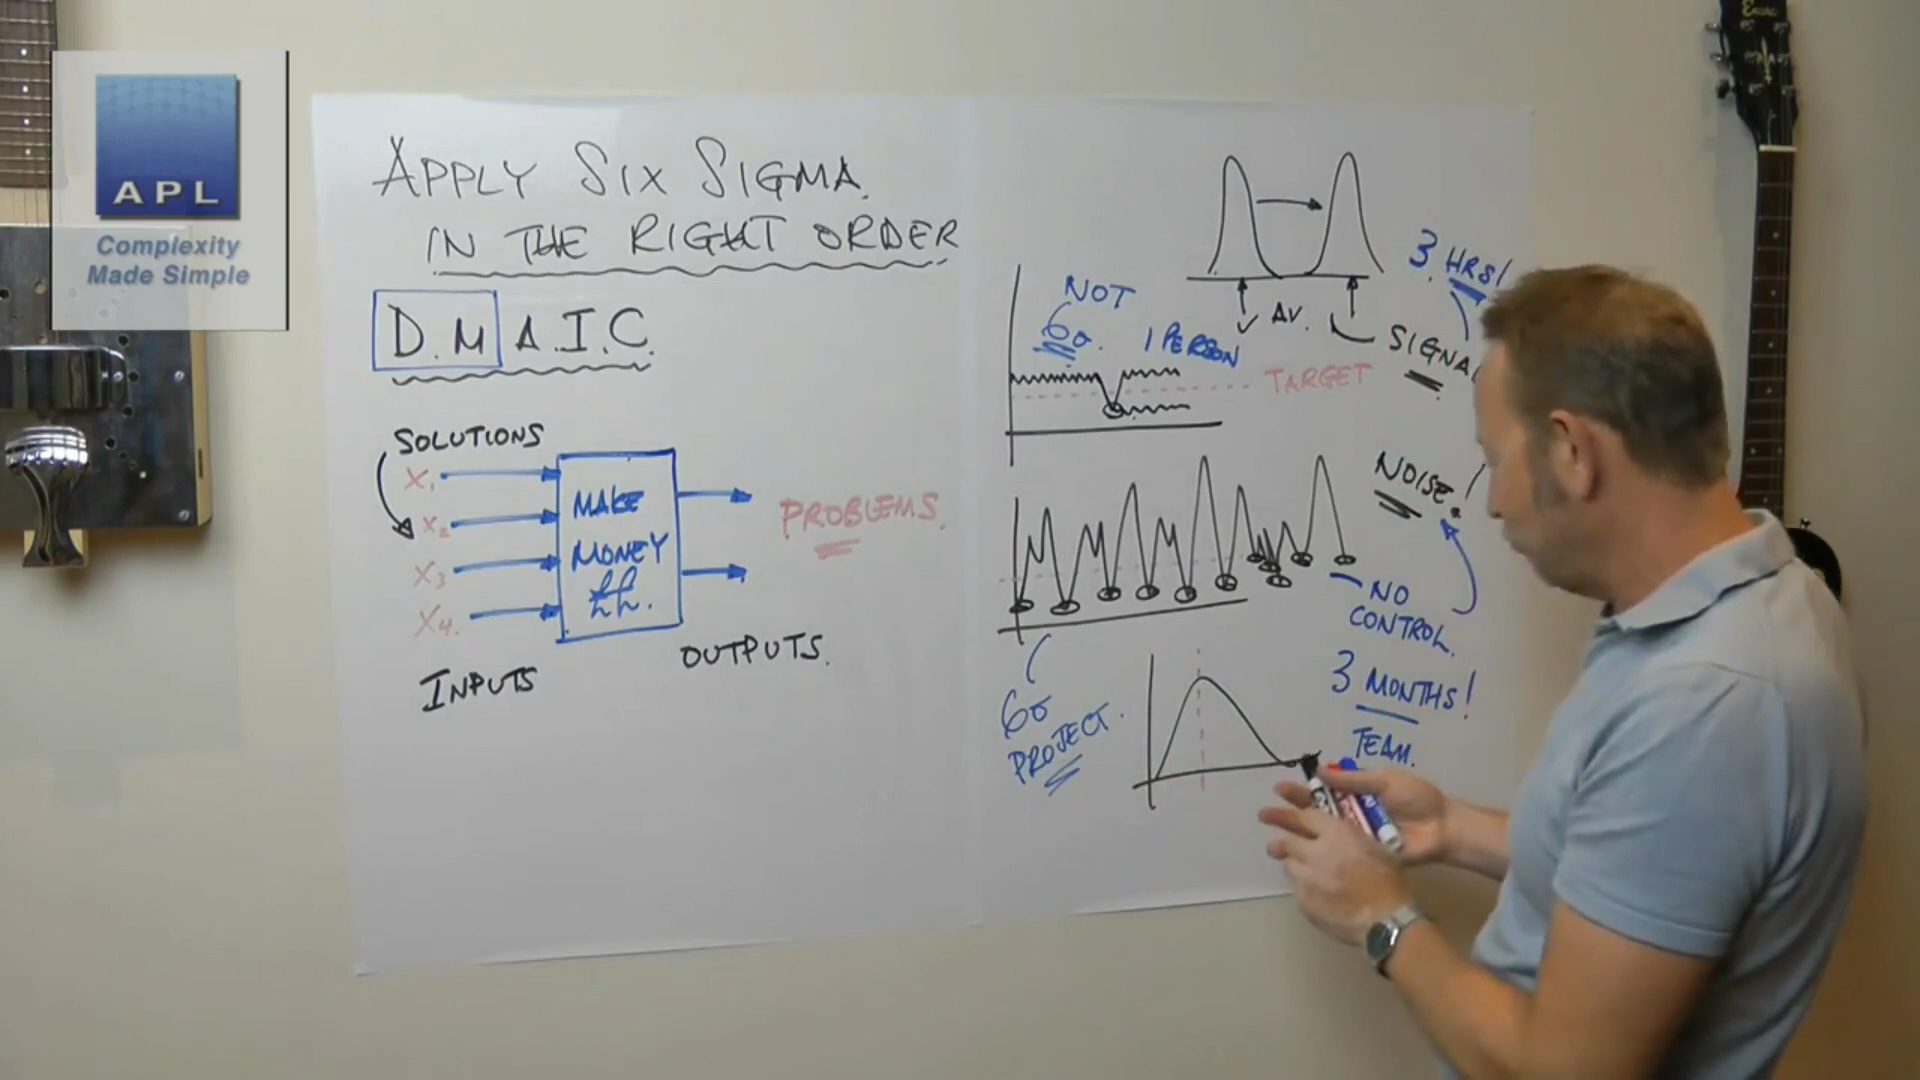 APL
Complexity
Made Simple
APPLY SIX SIGMA.
IN THE RIGHT ORDER
D.M A.I.C.
SOLUTIONS
X1
X2
X3
X4.
MAKE
MONEY
££.
PROBLEMS.
INPUTS
OUTPUTS.
AV.
3 HRS!
SIGNAL
NOT
6σ.
1 PERSON
TARGET
NOISE!
NO
CONTROL.
3 MONTHS!
TEAM.
6σ
PROJECT.